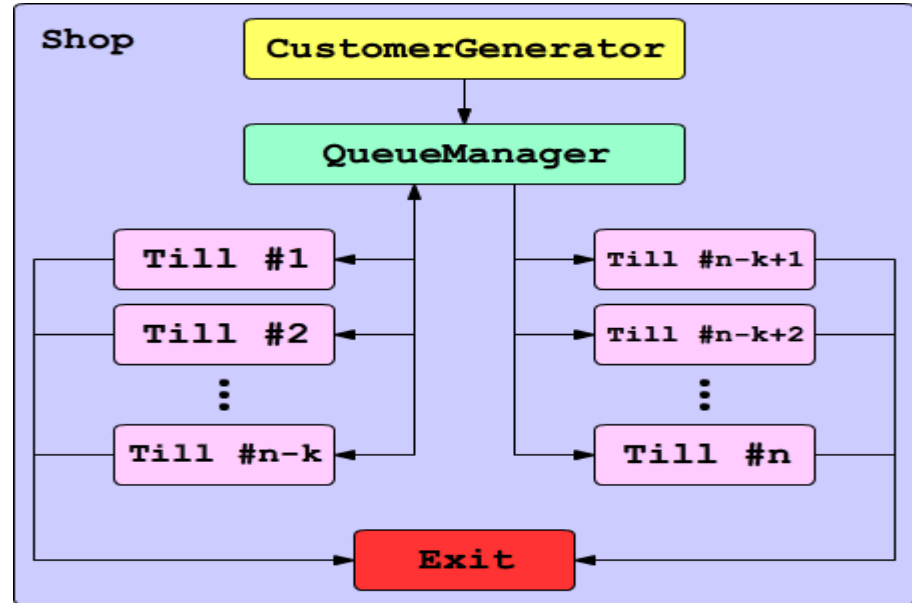 Shop
CustomerGenerator
QueueManager
Till #1
Till #n-k+1
Till #2
Till #n-k+2
Till #n-k
Till #n
Exit